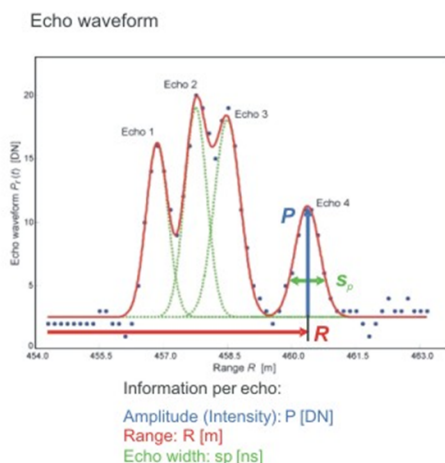 Echo waveform
Echo waveform Pr(t) [DN]
20
15
10
5
0
Echo 1
Echo 2
Echo 3
Echo 4
P
sp
R
454.0 455.5 457.0 458.5 460.0 461.5 463.0
Range R [m]
Information per echo:
Amplitude (Intensity): P [DN]
Range: R [m]
Echo width: sp [ns]